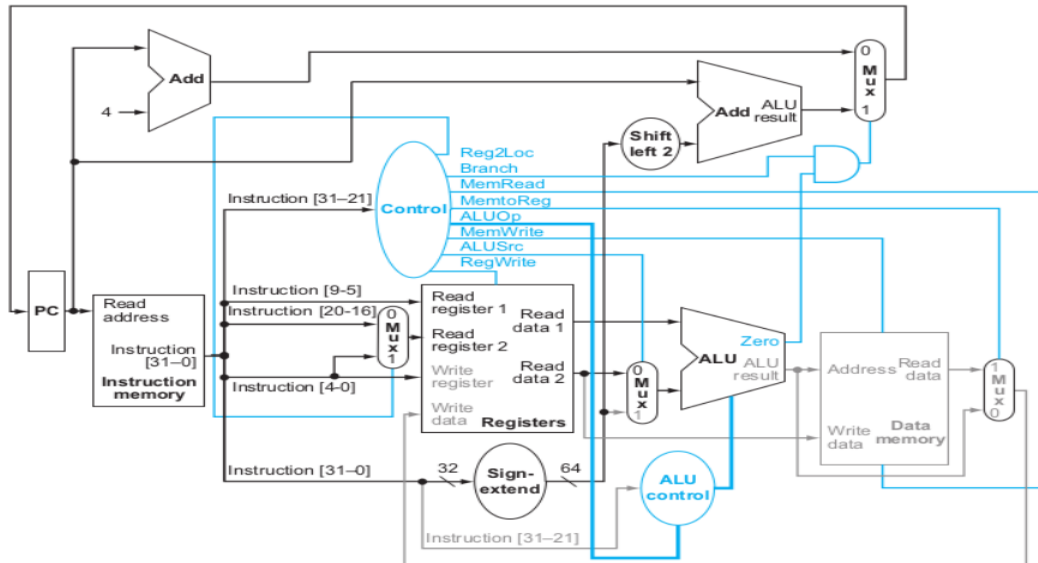 0
Mux
1
Add
4
Add
ALU
result
Shift
left 2
Reg2Loc
Branch
MemRead
MemtoReg
ALUOp
MemWrite
ALUSrc
RegWrite
Instruction [31–21]
Control
PC
Read
address
Instruction
[31–0]
Instruction
memory
Instruction [9-5]
Instruction [20-16]
Instruction [4-0]
0
Mux
1
Read
register 1
Read
register 2
Write
register
Write
data
Read
data 1
Read
data 2
Registers
0
Mux
1
Zero
ALU
ALU
result
Address
Read
data
Write
data
Data
memory
1
Mux
0
Instruction [31–0]
32
Sign-
extend
64
ALU
control
Instruction [31–21]